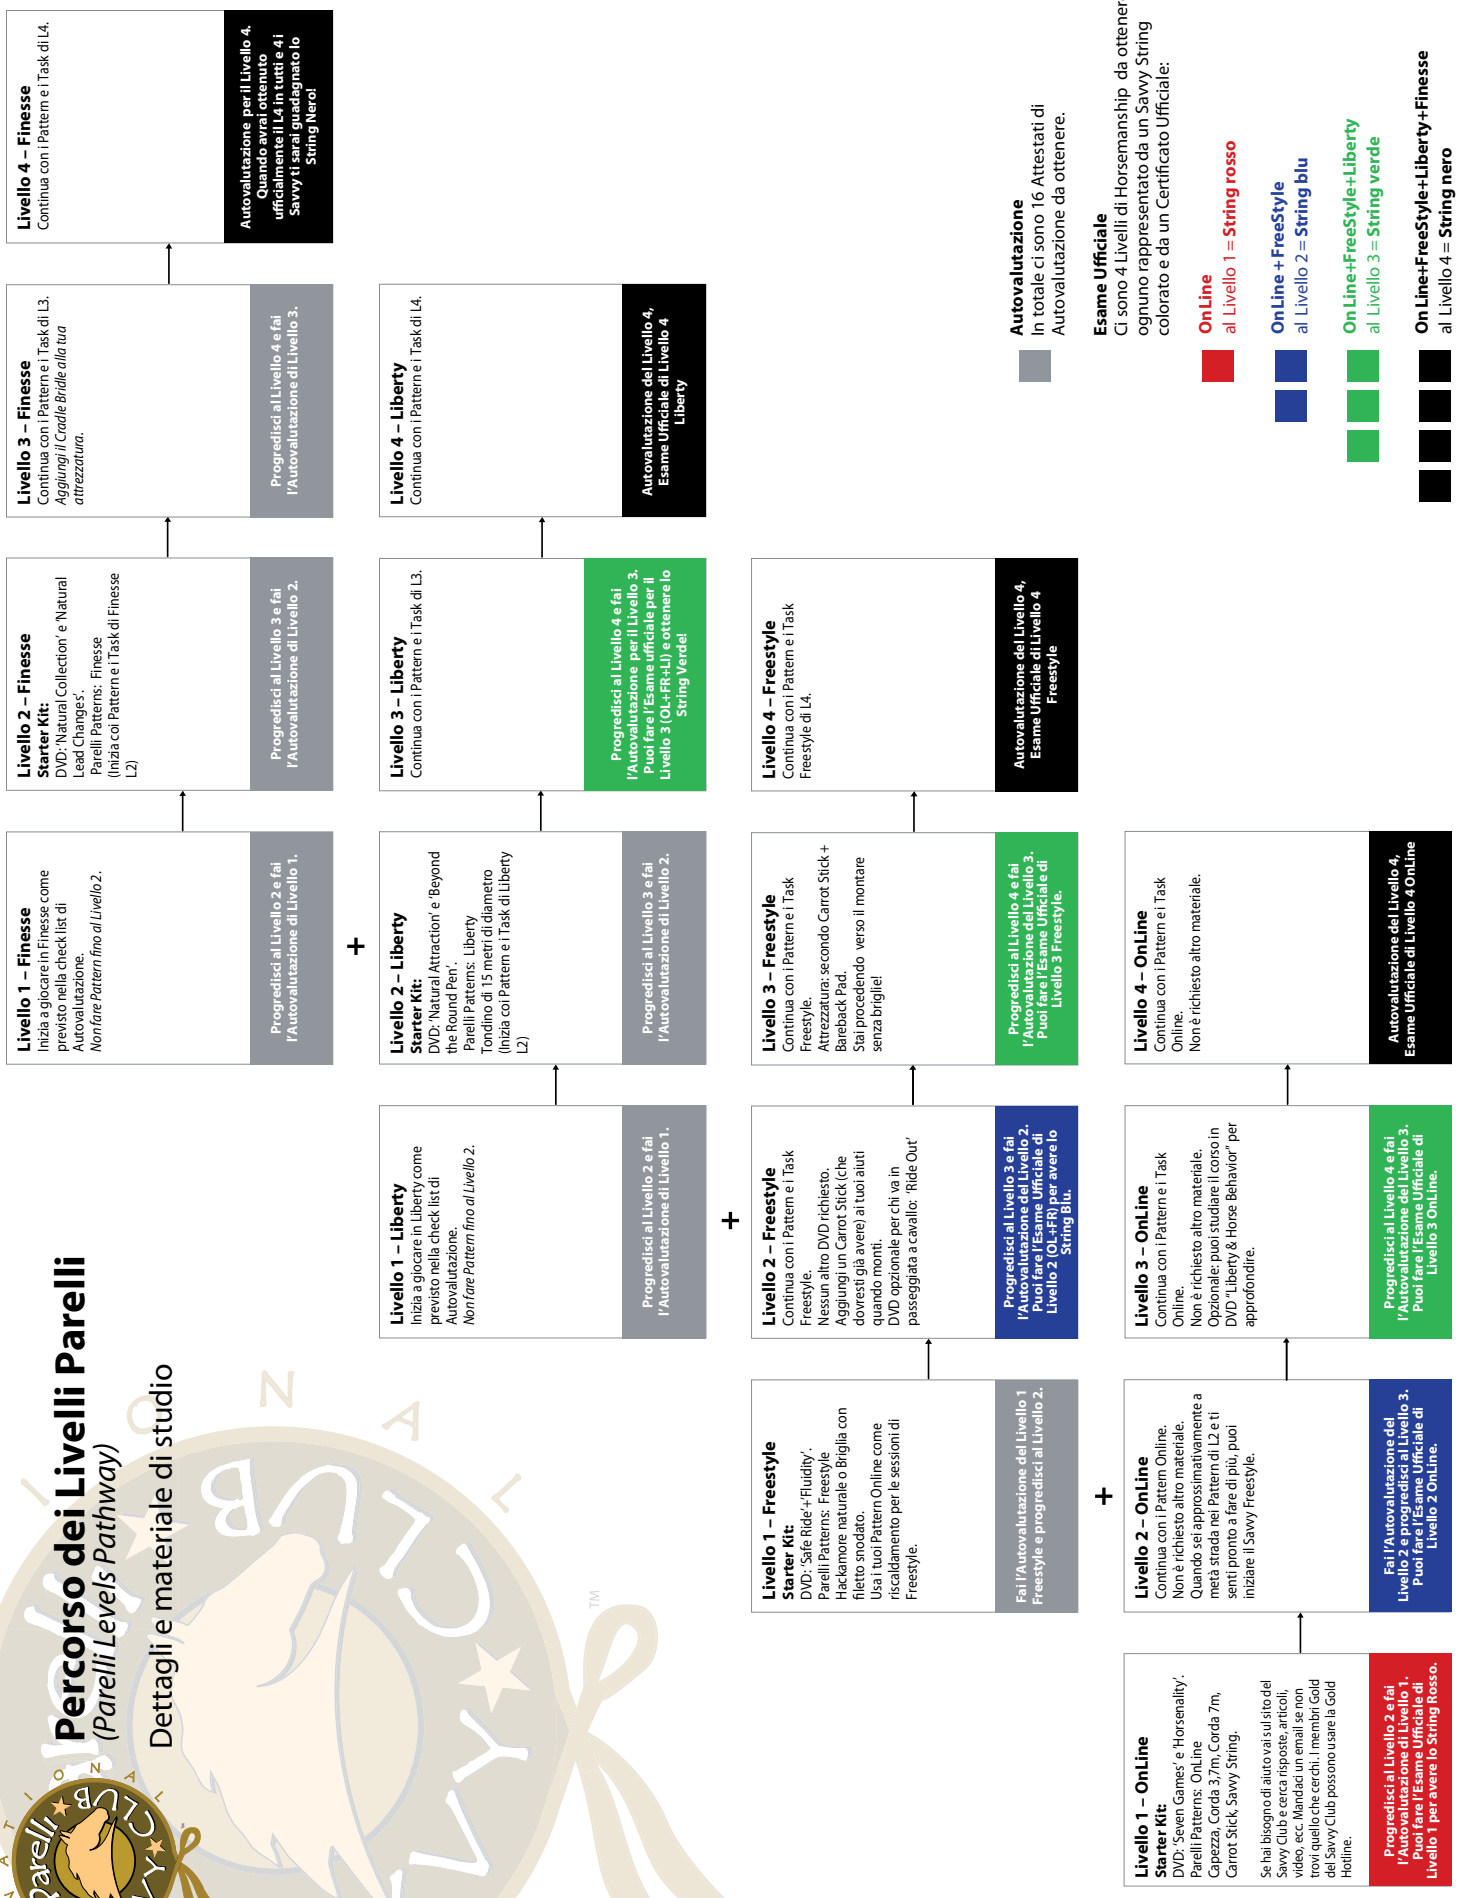 Percorso dei Livelli Parelli
(Parelli Levels Pathway)
Dettagli e materiale di studio
Livello 1 – Finesse
Inizia a giocare in Finesse come
previsto nella check list di
Autovalutazione.
Non fare Pattern fino al Livello 2.
Progredisci al Livello 2 e fai
l'Autovalutazione di Livello 1.
Livello 2 – Finesse
Starter Kit:
DVD: 'Natural Collection' e 'Natural
Lead Changes'.
Parelli Patterns: Finesse
(Inizia coi Pattern e i Task di Finesse
L2)
Progredisci al Livello 3 e fai
l'Autovalutazione di Livello 2.
Livello 3 – Finesse
Continua con i Pattern e i Task di L3.
Aggiungi il Cradle Bridle alla tua
attrezzatura.
Progredisci al Livello 4 e fai
l'Autovalutazione di Livello 3.
Livello 4 – Finesse
Continua con i Pattern e i Task di L4.
Autovalutazione per il Livello 4.
Quando avrai ottenuto
ufficialmente il L4 in tutti e 4 i
Savvy ti sarai guadagnato lo
String Nero!
+
Livello 1 – Liberty
Inizia a giocare in Liberty come
previsto nella check list di
Autovalutazione.
Non fare Pattern fino al Livello 2.
Progredisci al Livello 2 e fai
l'Autovalutazione di Livello 1.
Livello 2 – Liberty
Starter Kit:
DVD: 'Natural Attraction' e 'Beyond
the Round Pen'.
Parelli Patterns: Liberty
Tondino di 15 metri di diametro
(Inizia coi Pattern e i Task di Liberty
L2)
Progredisci al Livello 3 e fai
l'Autovalutazione di Livello 2.
Livello 3 – Liberty
Continua con i Pattern e i Task di L3.
Progredisci al Livello 4 e fai
l'Autovalutazione per il Livello 3.
Puoi fare l'Esame ufficiale per il
Livello 3 (OL+FR+LI) e ottenere lo
String Verde!
Livello 4 – Liberty
Continua con i Pattern e i Task di L4.
Autovalutazione del Livello 4,
Esame Ufficiale di Livello 4
Liberty
+
Livello 1 – Freestyle
Starter Kit:
DVD: 'Safe Ride'+'Fluidity'.
Parelli Patterns: Freestyle
Hackamore naturale o Briglia con
filetto snodato.
Usa i tuoi Pattern Online come
riscaldamento per le sessioni di
Freestyle.
Fai l'Autovalutazione del Livello 1
Freestyle e progredisci al Livello 2.
Livello 2 – Freestyle
Continua con i Pattern e i Task
Freestyle.
Nessun altro DVD richiesto.
Aggiungi un Carrot Stick (che
dovresti già avere) ai tuoi aiuti
quando monti.
DVD opzionale per chi va in
passeggiata a cavallo: 'Ride Out'
Progredisci al Livello 3 e fai
l'Autovalutazione del Livello 2.
Puoi fare l'Esame Ufficiale di
Livello 2 (OL+FR) per avere lo
String Blu.
Livello 3 – Freestyle
Continua con i Pattern e i Task
Freestyle.
Attrezzatura: secondo Carrot Stick +
Bareback Pad.
Stai procedendo verso il montare
senza briglie!
Progredisci al Livello 4 e fai
l'Autovalutazione del Livello 3.
Puoi fare l'Esame Ufficiale di
Livello 3 Freestyle.
Livello 4 – Freestyle
Continua con i Pattern e i Task
Freestyle di L4.
Autovalutazione del Livello 4,
Esame Ufficiale di Livello 4
Freestyle
+
Livello 1 – OnLine
Starter Kit:
DVD: 'Seven Games' e 'Horsenality'.
Parelli Patterns: OnLine
Capezza, Corda 3,7m, Corda 7m,
Carrot Stick, Savvy String.
Se hai bisogno di aiuto vai sul sito del
Savvy Club e cerca risposte, articoli,
video, ecc. Mandaci un email se non
trovi quello che cerchi. I membri Gold
del Savvy Club possono usare la Gold
Hotline.
Progredisci al Livello 2 e fai
l'Autovalutazione di Livello 1.
Puoi fare l'Esame Ufficiale di
Livello 1 per avere lo String Rosso.
Livello 2 – OnLine
Continua con i Pattern Online.
Non è richiesto altro materiale.
Quando sei approssimativamente a
metà strada nei Pattern di L2 e ti
senti pronto a fare di più, puoi
iniziare il Savvy Freestyle.
Fai l'Autovalutazione del
Livello 2 e progredisci al Livello 3.
Puoi fare l'Esame Ufficiale di
Livello 2 OnLine.
Livello 3 – OnLine
Continua con i Pattern e i Task
Online.
Non è richiesto altro materiale.
Opzionale: puoi studiare il corso in
DVD "Liberty & Horse Behavior" per
approfondire.
Progredisci al Livello 4 e fai
l'Autovalutazione del Livello 3.
Puoi fare l'Esame Ufficiale di
Livello 3 OnLine.
Livello 4 – OnLine
Continua con i Pattern e i Task
Online.
Non è richiesto altro materiale.
Autovalutazione del Livello 4,
Esame Ufficiale di Livello 4 OnLine
Autovalutazione
In totale ci sono 16 Attestati di
Autovalutazione da ottenere.
Esame Ufficiale
Ci sono 4 Livelli di Horsemanship da ottener
ognuno rappresentato da un Savvy String
colorato e da un Certificato Ufficiale:
OnLine
al Livello 1 = String rosso
OnLine +FreeStyle
al Livello 2 = String blu
OnLine+FreeStyle+Liberty
al Livello 3 = String verde
OnLine+FreeStyle+Liberty+Finesse
al Livello 4 = String nero
parelli
CLUB
TM